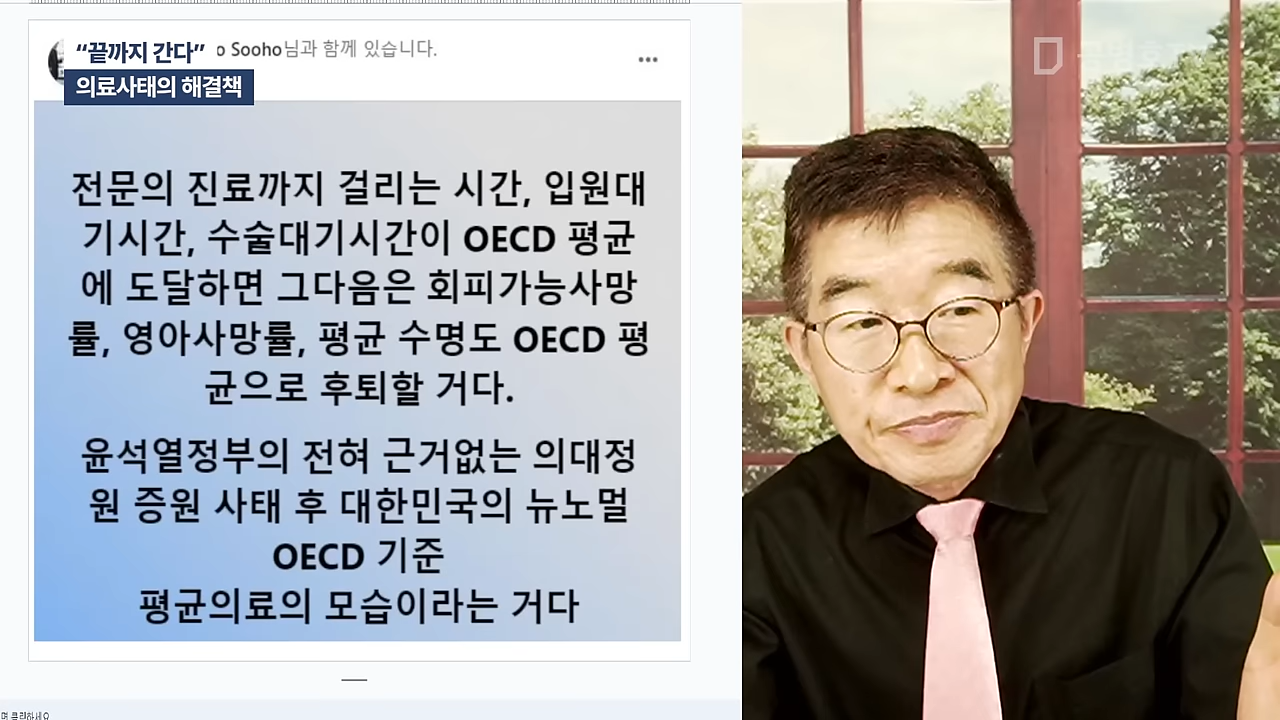 “끝까지 간다”
o Sooho님과 함께 있습니다.
의료사태의 해결책
전문의 진료까지 걸리는 시간, 입원대
기시간, 수술대기시간이 OECD 평균
에 도달하면 그다음은 회피가능사망
률, 영아사망률, 평균 수명도 OECD 평
균으로 후퇴할 거다.
윤석열정부의 전혀 근거없는 의대정
원 증원 사태 후 대한민국의 뉴노멀
OECD 기준
평균의료의 모습이라는 거다